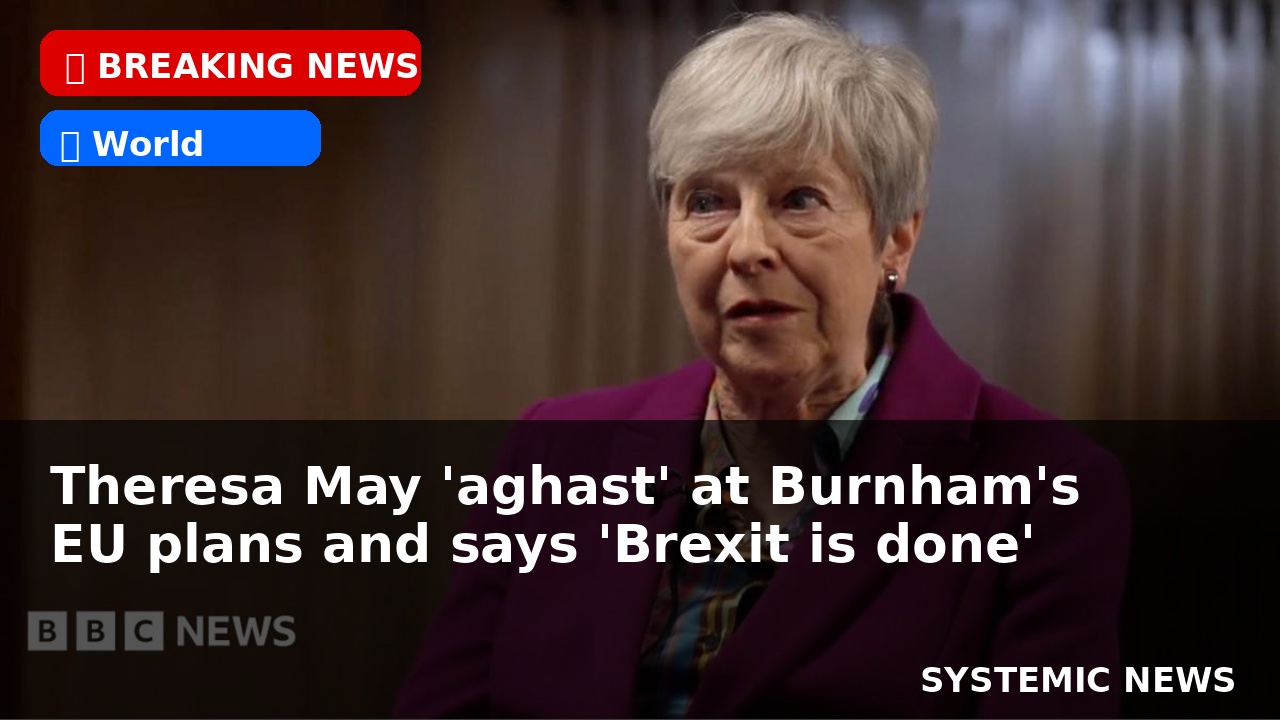 BREAKING NEWS
World
Theresa May 'aghast' at Burnham's
EU plans and says 'Brexit is done'
BBC NEWS
SYSTEMIC NEWS